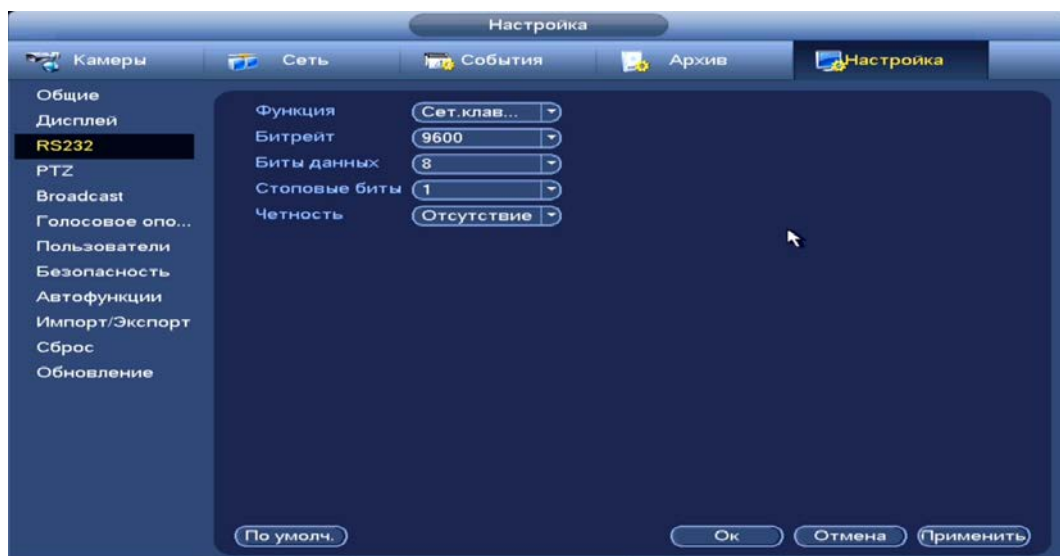 Настройка
Камеры Сеть События Архив Настройка
Общие
Дисплей
RS232
PTZ
Broadcast
Голосовое опо...
Пользователи
Безопасность
Автофункции
Импорт/Экспорт
Сброс
Обновление
Функция Сет.клав...
Битрейт 9600
Биты данных 8
Стоповые биты 1
Четность Отсутствие
По умолч. Ок Отмена Применить